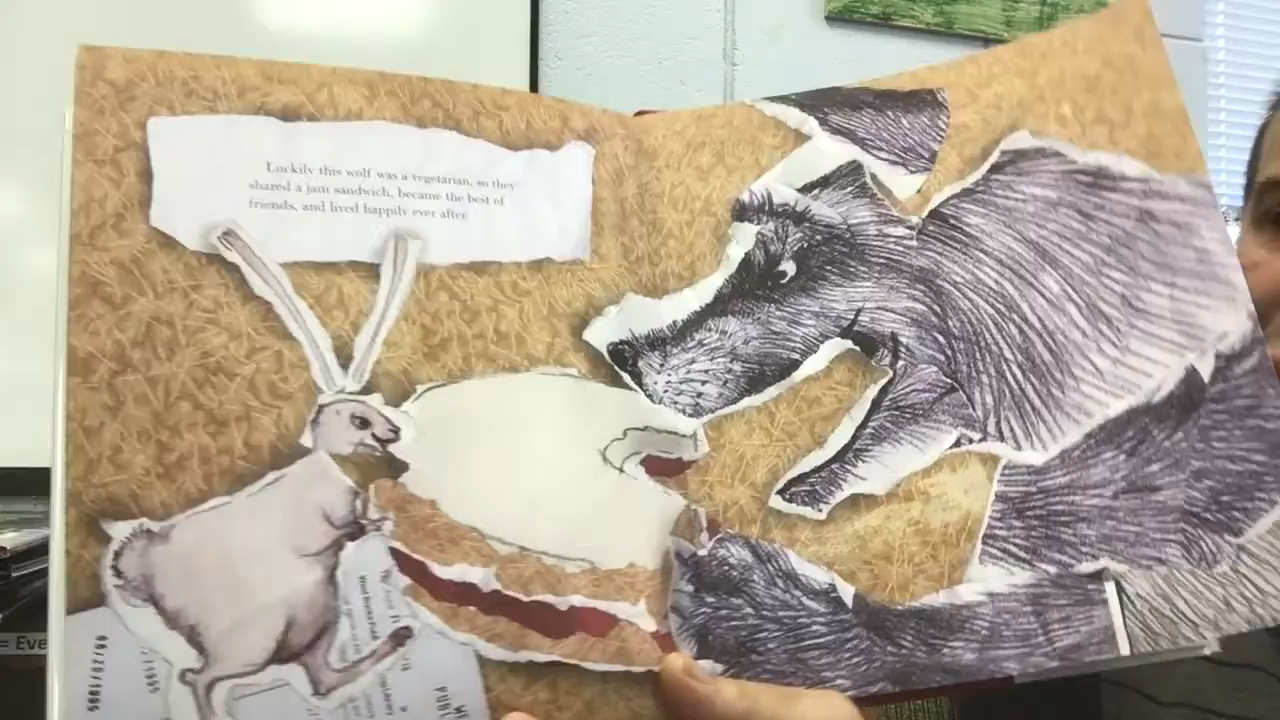 Luckily this wolf was a vegetarian, so they
shared a jam sandwich, became the best of
friends, and lived happily ever after.
= Eve